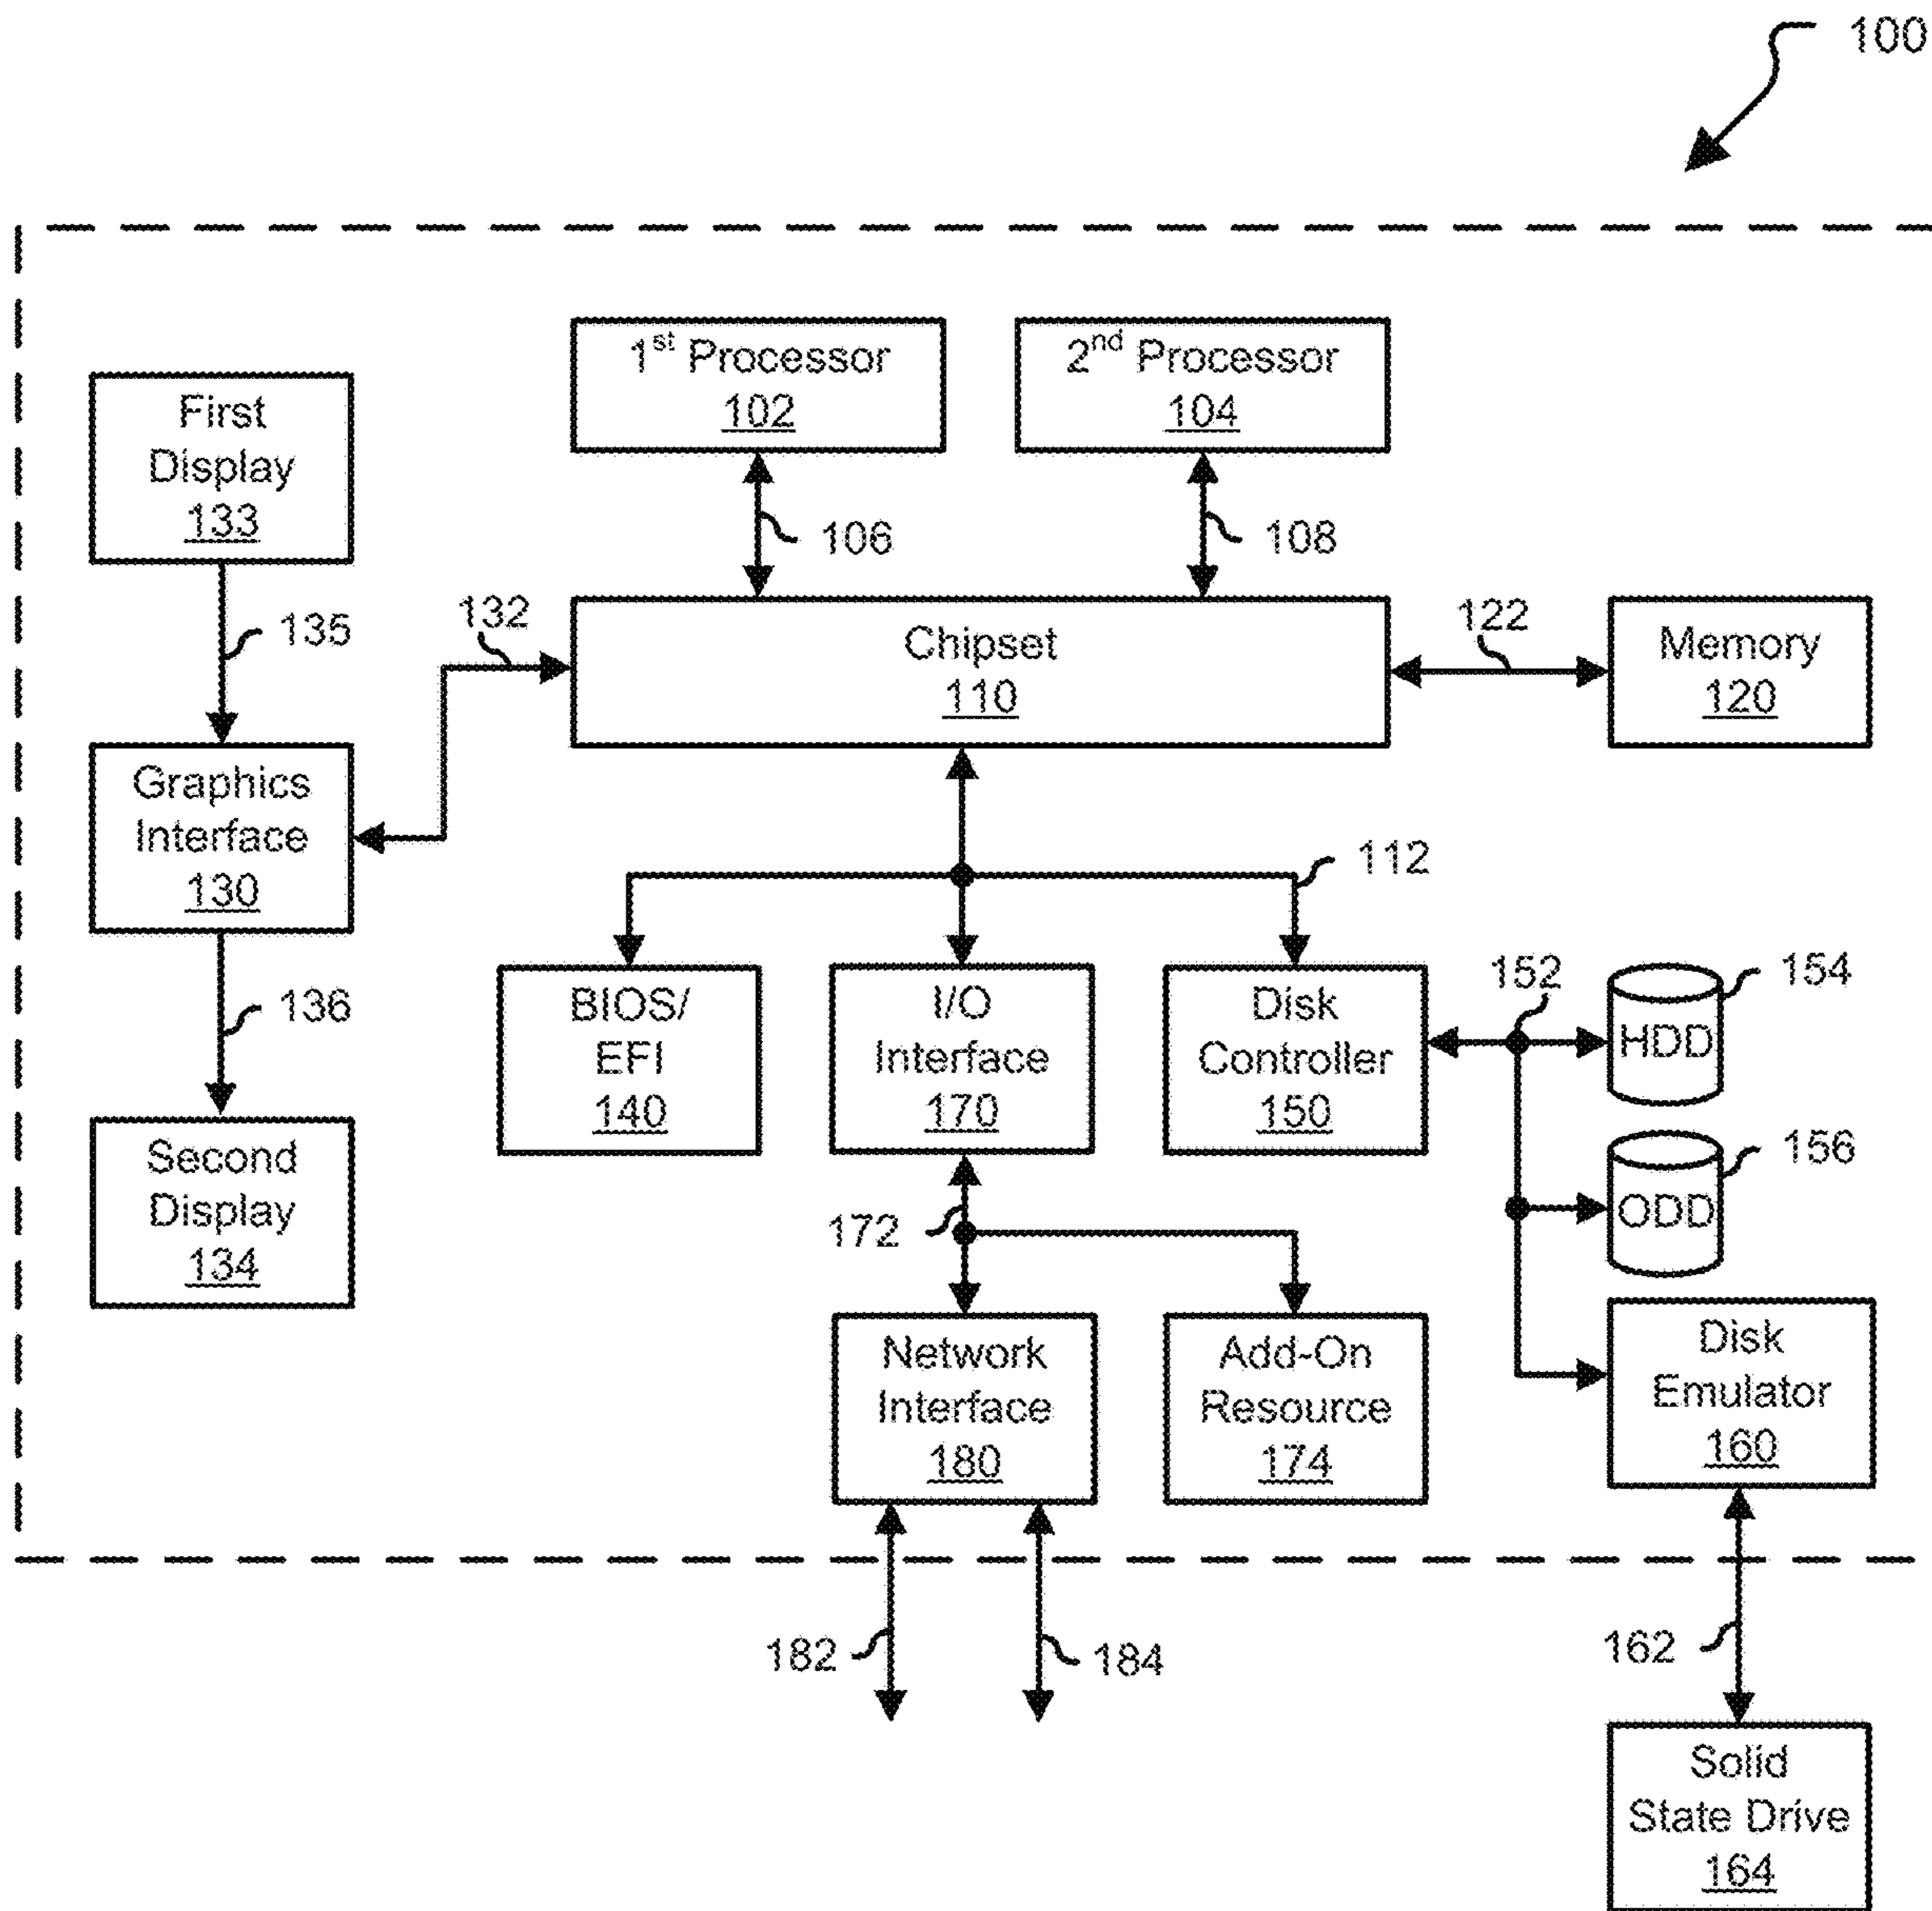 100
1st Processor
102
2nd Processor
104
First
Display
133
106
108
135
132
Chipset
110
122
Memory
120
Graphics
Interface
130
112
136
BIOS/
EFI
140
I/O
Interface
170
Disk
Controller
150
152
HDD
154
Second
Display
134
172
ODD
156
Network
Interface
180
Add-On
Resource
174
Disk
Emulator
160
182
184
162
Solid
State Drive
164